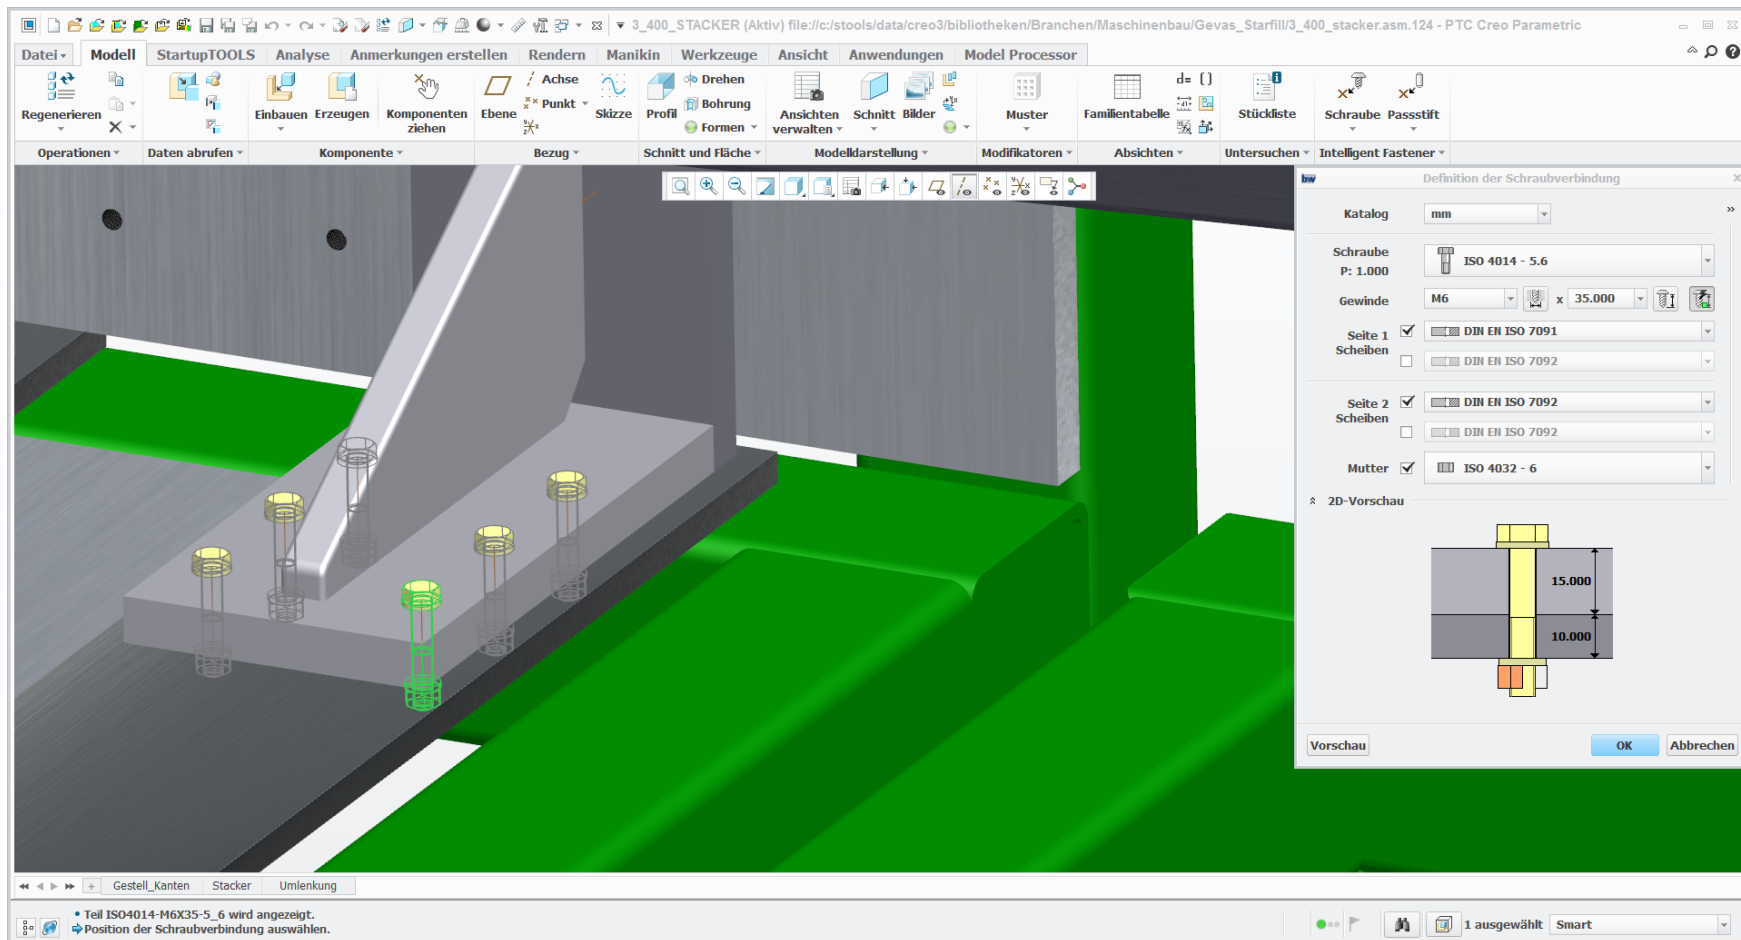 3_400_STACKER (Aktiv) file://c:/stools/data/creo3/bibliotheken/Branchen/Maschinenbau/Gevas_Starfill/3_400_stacker.asm.124 - PTC Creo Parametric
Datei Modell StartupTOOLS Analyse Anmerkungen erstellen Rendern Manikin Werkzeuge Ansicht Anwendungen Model Processor
Regenerieren
Einbauen
Erzeugen
Komponenten ziehen
Ebene
Achse
Punkt
Skizze
Profil
Drehen
Bohrung
Formen
Ansichten verwalten
Schnitt
Bilder
Muster
Familientabelle
d= ( )
Stückliste
Schraube
Passstift
Operationen Daten abrufen Komponente Bezug Schnitt und Fläche Modelldarstellung Modifikatoren Absichten Untersuchen Intelligent Fastener
bw Definition der Schraubverbindung
Katalog mm
Schraube ISO 4014 - 5.6
P: 1.000
Gewinde M6 x 35.000
Seite 1 Scheiben DIN EN ISO 7091
DIN EN ISO 7092
Seite 2 Scheiben DIN EN ISO 7092
DIN EN ISO 7092
Mutter ISO 4032 - 6
2D-Vorschau
15.000
10.000
Vorschau OK Abbrechen
Gestell_Kanten Stacker Umlenkung
• Teil ISO4014-M6X35-5_6 wird angezeigt.
Position der Schraubverbindung auswählen.
1 ausgewählt Smart